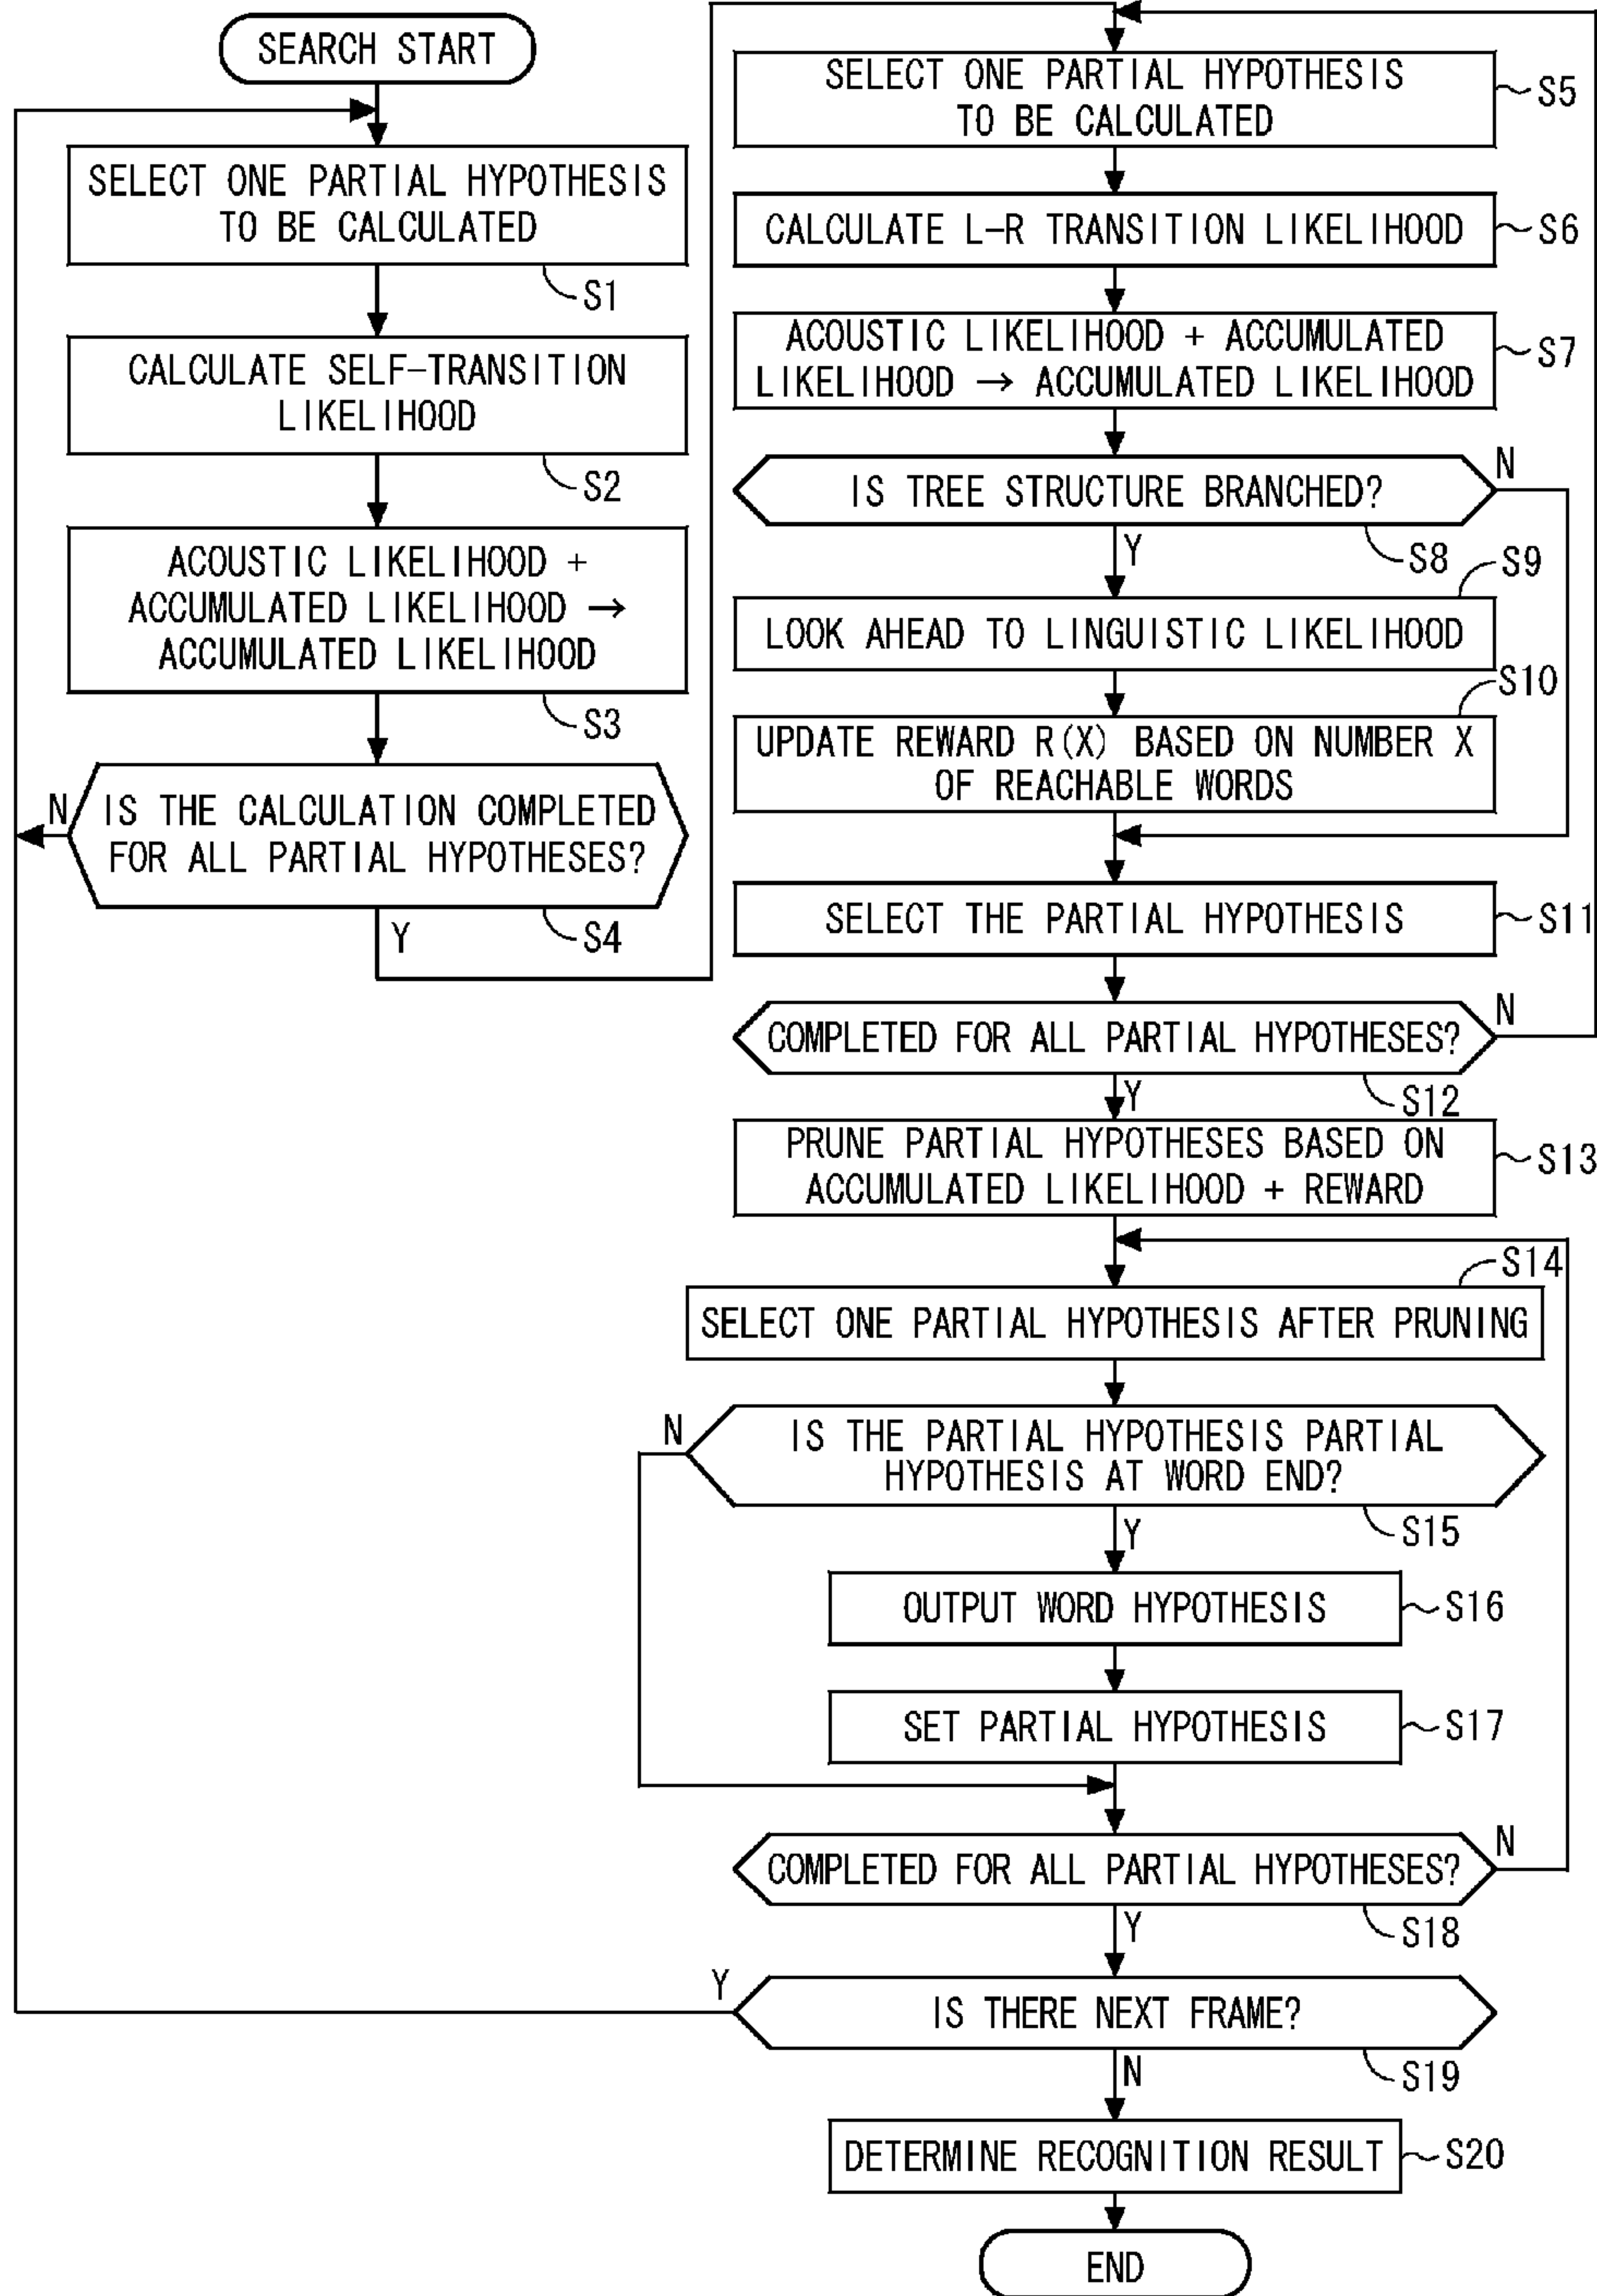 SEARCH START
SELECT ONE PARTIAL HYPOTHESIS
TO BE CALCULATED
S1
CALCULATE SELF-TRANSITION
LIKELIHOOD
S2
ACOUSTIC LIKELIHOOD +
ACCUMULATED LIKELIHOOD →
ACCUMULATED LIKELIHOOD
S3
N
IS THE CALCULATION COMPLETED
FOR ALL PARTIAL HYPOTHESES?
Y
S4
SELECT ONE PARTIAL HYPOTHESIS
TO BE CALCULATED
S5
CALCULATE L-R TRANSITION LIKELIHOOD
S6
ACOUSTIC LIKELIHOOD + ACCUMULATED
LIKELIHOOD → ACCUMULATED LIKELIHOOD
S7
IS TREE STRUCTURE BRANCHED?
N
Y
S8
S9
LOOK AHEAD TO LINGUISTIC LIKELIHOOD
S10
UPDATE REWARD R(X) BASED ON NUMBER X
OF REACHABLE WORDS
SELECT THE PARTIAL HYPOTHESIS
S11
COMPLETED FOR ALL PARTIAL HYPOTHESES?
N
Y
S12
PRUNE PARTIAL HYPOTHESES BASED ON
ACCUMULATED LIKELIHOOD + REWARD
S13
S14
SELECT ONE PARTIAL HYPOTHESIS AFTER PRUNING
N
IS THE PARTIAL HYPOTHESIS PARTIAL
HYPOTHESIS AT WORD END?
Y
S15
OUTPUT WORD HYPOTHESIS
S16
SET PARTIAL HYPOTHESIS
S17
COMPLETED FOR ALL PARTIAL HYPOTHESES?
N
Y
S18
Y
IS THERE NEXT FRAME?
N
S19
DETERMINE RECOGNITION RESULT
S20
END